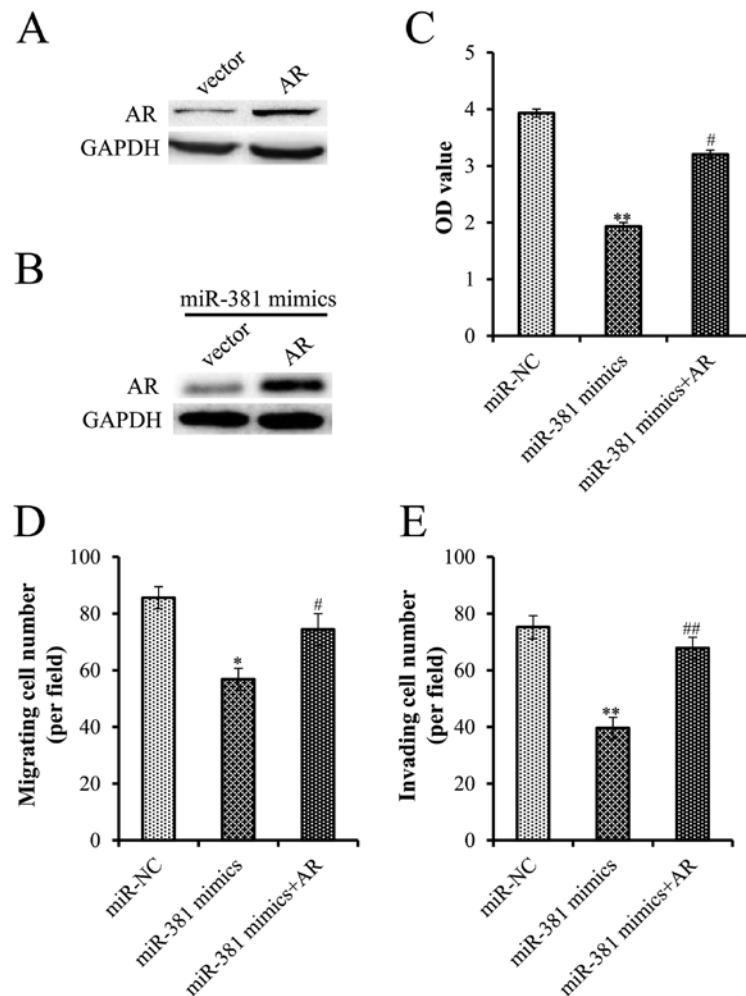 A
vector AR
AR
GAPDH
B
miR-381 mimics
vector AR
AR
GAPDH
C
OD value
5
4
3
2
1
0
**
#
miR-NC
miR-381 mimics
miR-381 mimics+AR
D
Migrating cell number
(per field)
100
80
60
40
20
0
*
#
miR-NC
miR-381 mimics
miR-381 mimics+AR
E
Invading cell number
(per field)
100
80
60
40
20
0
**
##
miR-NC
miR-381 mimics
miR-381 mimics+AR